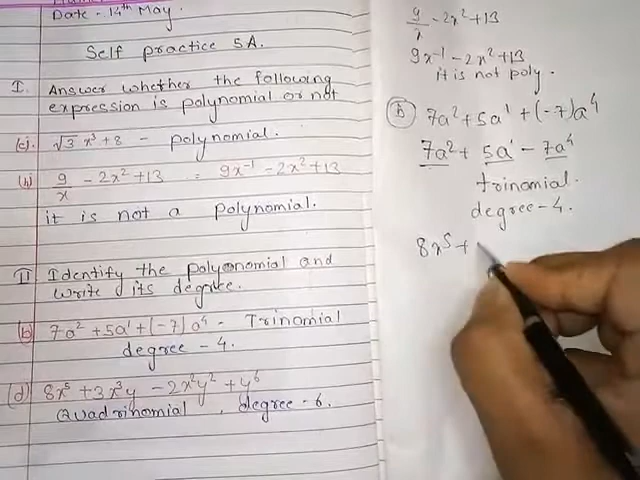 Date - 14th May.
Self practice 5A.
I. Answer whether the following
expression is polynomial or not
(c). √3 x³ + 8 - polynomial.
(h) 9/x - 2x² + 13 = 9x⁻¹ - 2x² + 13
it is not a polynomial.
II Identify the polynomial and
write its degree.
(b) 7a² + 5a¹ + (-7)a⁴ - Trinomial
degree - 4.
(d) 8x⁵ + 3x³y - 2x²y² + y⁶
Quadrinomial, degree - 6.
9/x - 2x² + 13
9x⁻¹ - 2x² + 13
it is not poly.
(b) 7a² + 5a¹ + (-7)a⁴
7a² + 5a¹ - 7a⁴
trinomial.
degree - 4.
8x⁵ +